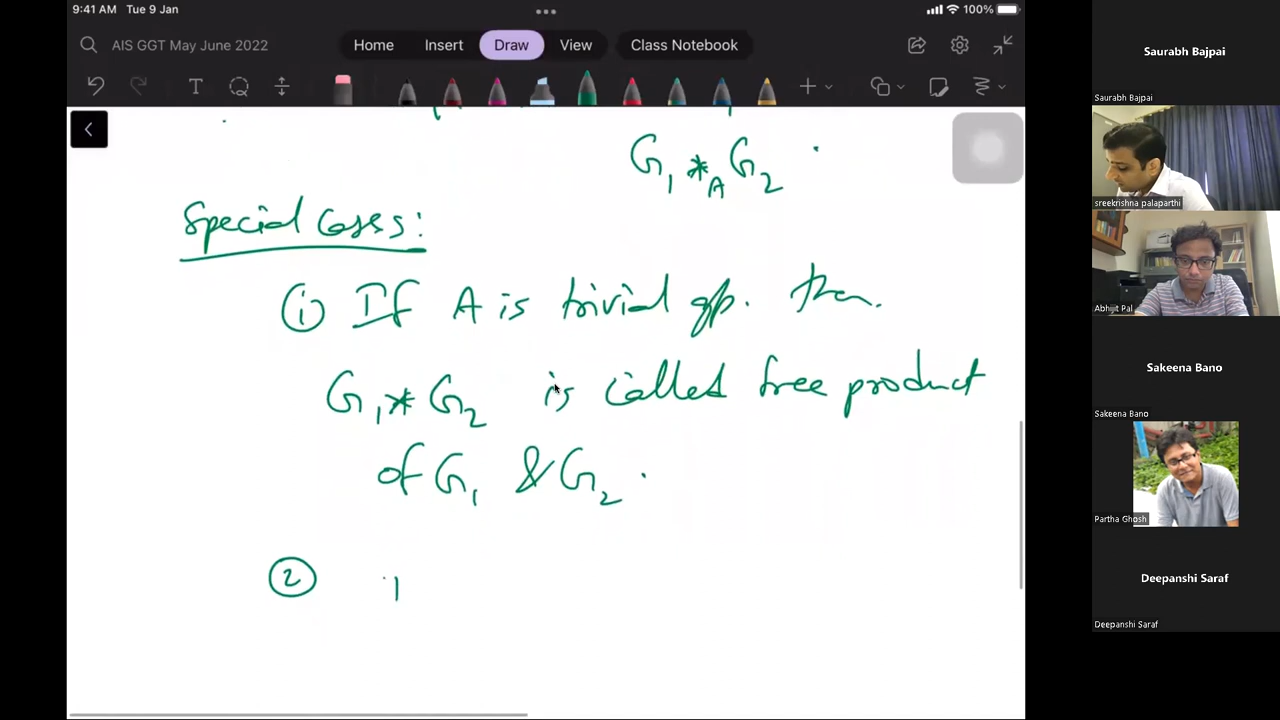 9:41 AM Tue 9 Jan
100%
AIS GGT May June 2022
Home Insert Draw View Class Notebook
G₁ *_A G₂ .
Special Cases:
① If A is trivial gp. then.
G₁ * G₂ is called free product
of G₁ & G₂ .
②
Saurabh Bajpai
Saurabh Bajpai
sreekrishna palaparthi
Abhijit Pal
Sakeena Bano
Sakeena Bano
Partha Ghosh
Deepanshi Saraf
Deepanshi Saraf